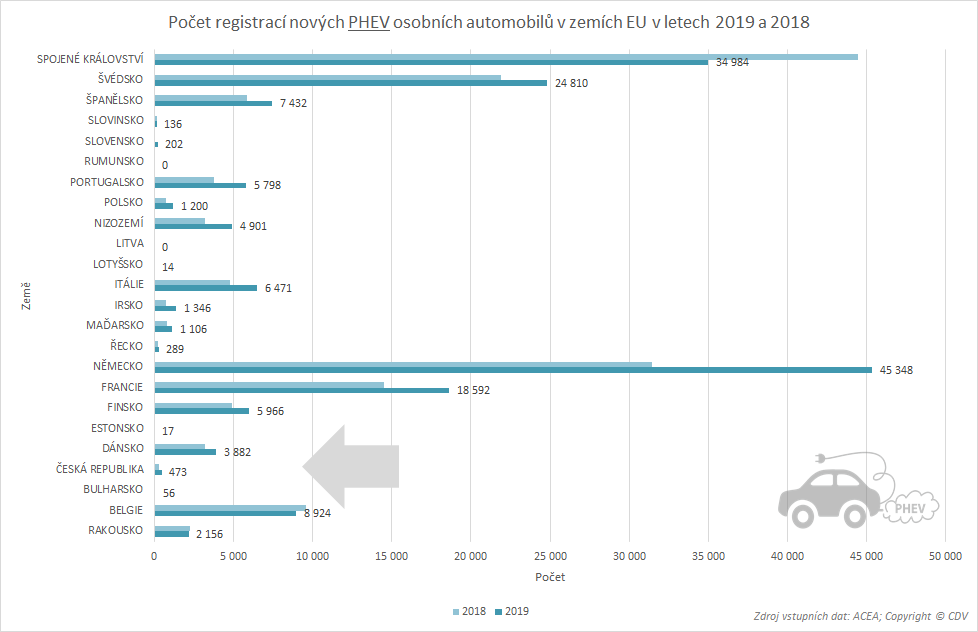 Počet registrací nových PHEV osobních automobilů v zemích EU v letech 2019 a 2018
SPOJENÉ KRÁLOVSTVÍ 34 984
ŠVÉDSKO 24 810
ŠPANĚLSKO 7 432
SLOVINSKO 136
SLOVENSKO 202
RUMUNSKO 0
PORTUGALSKO 5 798
POLSKO 1 200
NIZOZEMÍ 4 901
LITVA 0
LOTYŠSKO 14
ITÁLIE 6 471
IRSKO 1 346
MAĎARSKO 1 106
ŘECKO 289
NĚMECKO 45 348
FRANCIE 18 592
FINSKO 5 966
ESTONSKO 17
DÁNSKO 3 882
ČESKÁ REPUBLIKA 473
BULHARSKO 56
BELGIE 8 924
RAKOUSKO 2 156
Země
PHEV
0 5 000 10 000 15 000 20 000 25 000 30 000 35 000 40 000 45 000 50 000
Počet
2018 2019
Zdroj vstupních dat: ACEA; Copyright © CDV